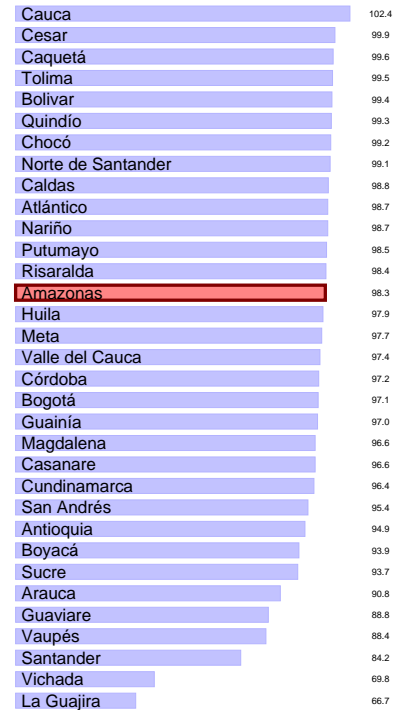 Cauca 102.4
Cesar 99.9
Caquetá 99.6
Tolima 99.5
Bolivar 99.4
Quindío 99.3
Chocó 99.2
Norte de Santander 99.1
Caldas 98.8
Atlántico 98.7
Nariño 98.7
Putumayo 98.5
Risaralda 98.4
Amazonas 98.3
Huila 97.9
Meta 97.7
Valle del Cauca 97.4
Córdoba 97.2
Bogotá 97.1
Guainía 97.0
Magdalena 96.6
Casanare 96.6
Cundinamarca 96.4
San Andrés 95.4
Antioquia 94.9
Boyacá 93.9
Sucre 93.7
Arauca 90.8
Guaviare 88.8
Vaupés 88.4
Santander 84.2
Vichada 69.8
La Guajira 66.7